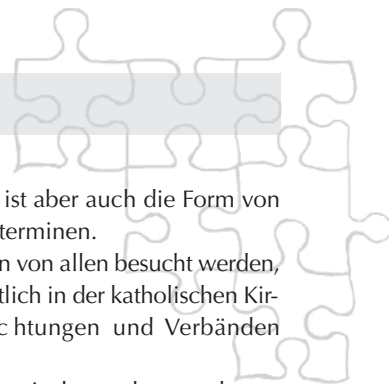 ist aber auch die Form von
terminen.
n von allen besucht werden,
tlich in der katholischen Kir-
c htungen und Verbänden